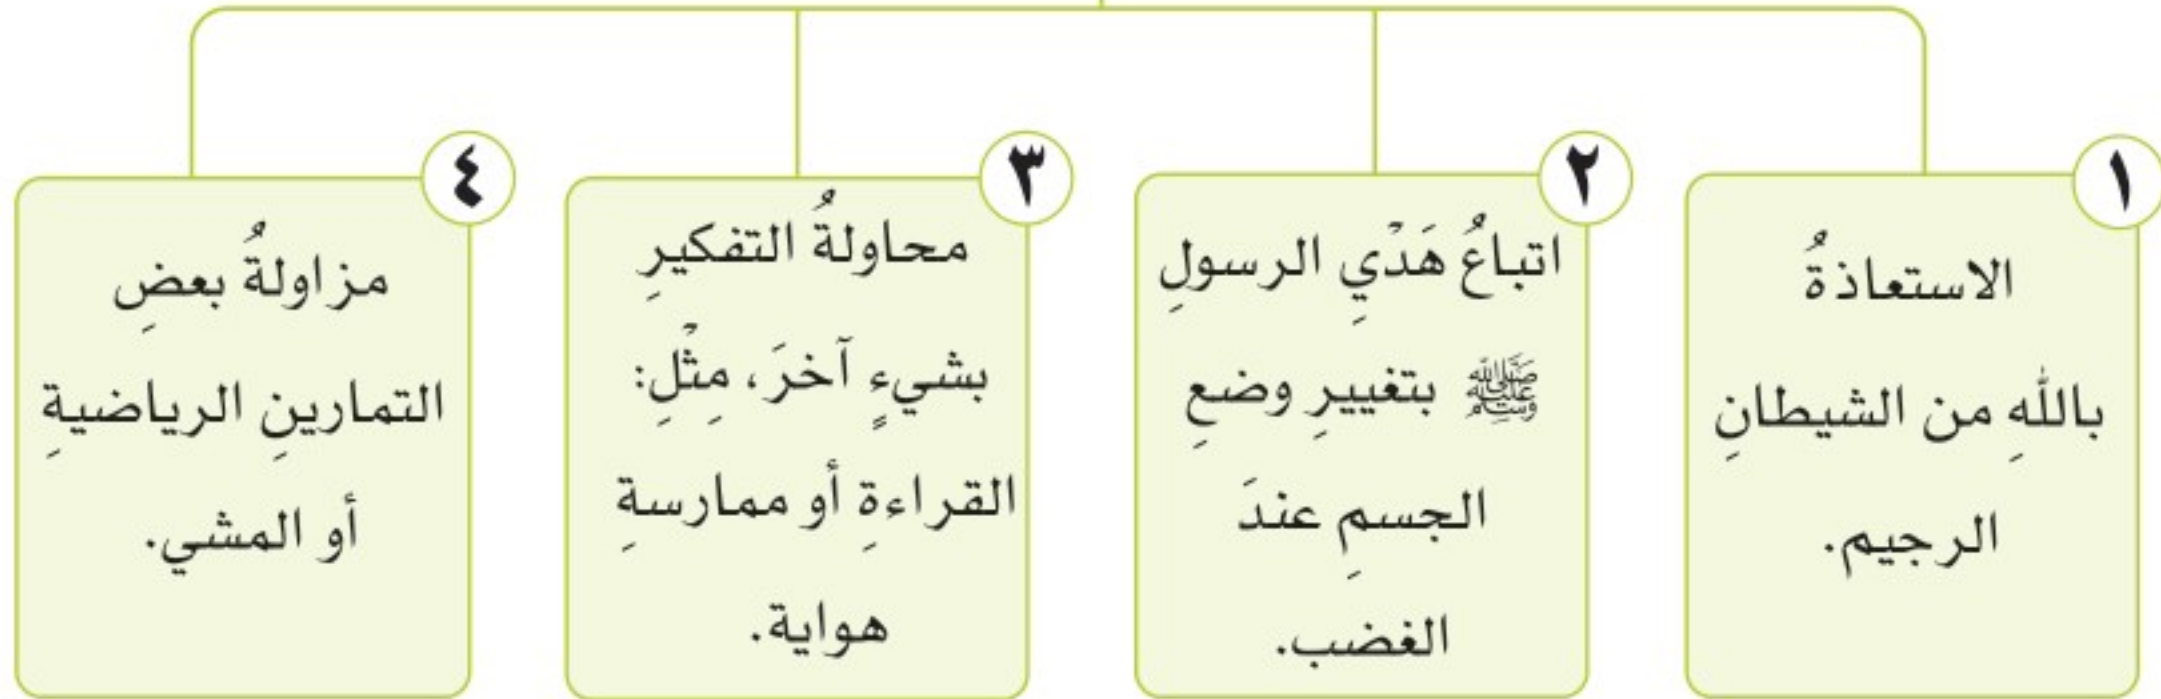 ١
الاستعاذةُ
باللهِ من الشيطانِ
الرجيم.
٢
اتباعُ هَدْيِ الرسولِ
ﷺ بتغييرِ وضعِ
الجسمِ عندَ
الغضب.
٣
محاولةُ التفكيرِ
بشيءٍ آخرَ، مِثْلِ:
القراءةِ أو ممارسةِ
هواية.
٤
مزاولةُ بعضِ
التمارينِ الرياضيةِ
أو المشي.